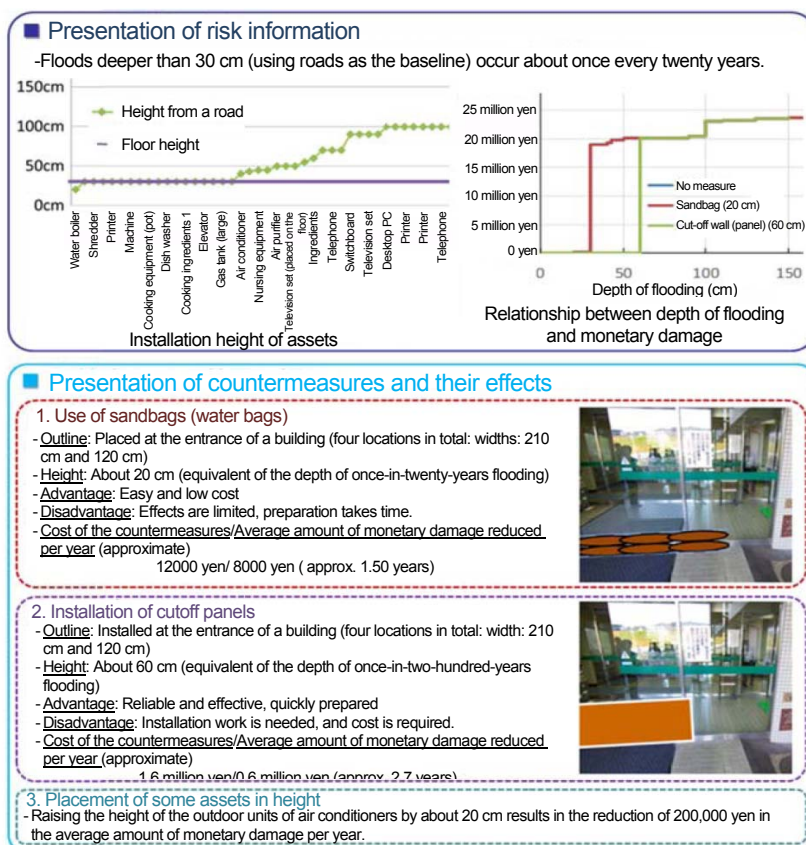 Presentation of risk information
-Floods deeper than 30 cm (using roads as the baseline) occur about once every twenty years.
150cm
100cm
50cm
0cm
Height from a road
Floor height
Water boiler
Shredder
Printer
Machine
Cooking equipment (pot)
Dish washer
Cooking ingredients 1
Elevator
Gas tank (large)
Air conditioner
Nursing equipment
Air purifier
Television set (placed on the
floor)
Ingredients
Telephone
Switchboard
Television set
Desktop PC
Printer
Printer
Telephone
Installation height of assets
25 million yen
20 million yen
15 million yen
10 million yen
5 million yen
0 yen
No measure
Sandbag (20 cm)
Cut-off wall (panel) (60 cm)
0
50
100
150
Depth of flooding (cm)
Relationship between depth of flooding
and monetary damage
Presentation of countermeasures and their effects
1. Use of sandbags (water bags)
- Outline: Placed at the entrance of a building (four locations in total: widths: 210
cm and 120 cm)
- Height: About 20 cm (equivalent of the depth of once-in-twenty-years flooding)
- Advantage: Easy and low cost
- Disadvantage: Effects are limited, preparation takes time.
- Cost of the countermeasures/Average amount of monetary damage reduced
per year (approximate)
12000 yen/ 8000 yen ( approx. 1.50 years)
2. Installation of cutoff panels
- Outline: Installed at the entrance of a building (four locations in total: width: 210
cm and 120 cm)
- Height: About 60 cm (equivalent of the depth of once-in-two-hundred-years
flooding)
- Advantage: Reliable and effective, quickly prepared
- Disadvantage: Installation work is needed, and cost is required.
- Cost of the countermeasures/Average amount of monetary damage reduced
per year (approximate)
1.6 million yen/0.6 million yen (approx. 2.7 years)
3. Placement of some assets in height
- Raising the height of the outdoor units of air conditioners by about 20 cm results in the reduction of 200,000 yen in
the average amount of monetary damage per year.